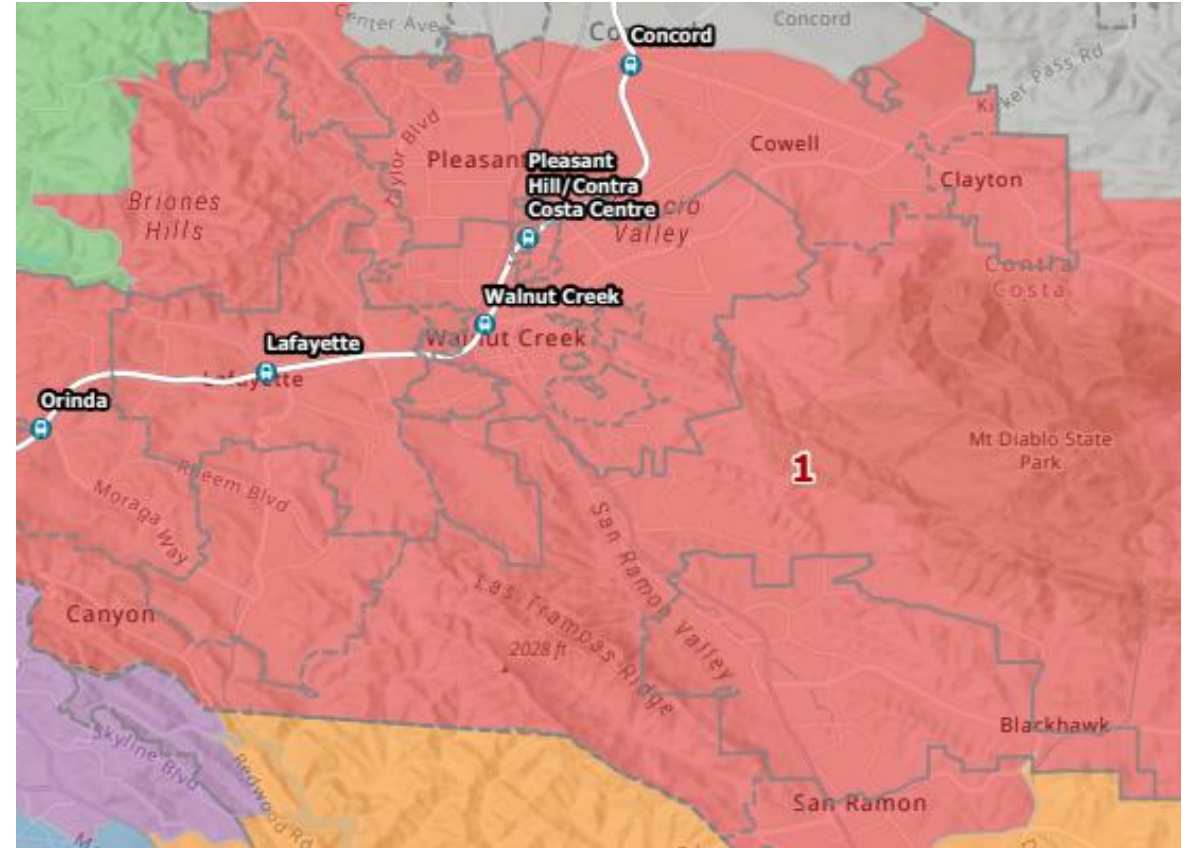 Center Ave
Concord
Concord
Kirker Pass Rd
Taylor Blvd
Cowell
Pleasant
Pleasant
Hill/Contra
Costa Centre
Clayton
Briones
Hills
Valley
Contra
Costa
Walnut Creek
Walnut Creek
Lafayette
Lafayette
Orinda
Mt Diablo State
Park
1
Rheem Blvd
Moraga Way
San Ramon Valley
Las Trampas Ridge
2028 ft
Canyon
Blackhawk
Skyline Blvd
Redwood Rd
San Ramon